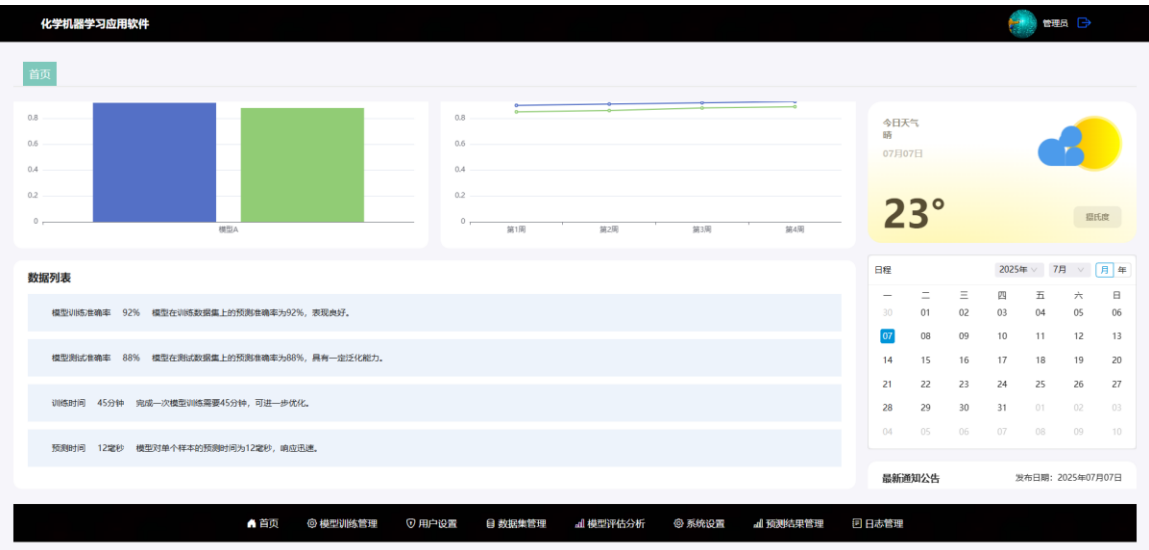 化学机器学习应用软件
管理员
首页
0.8
0.6
0.4
0.2
0
模型A
0.8
0.6
0.4
0.2
0
第1周 第2周 第3周 第4周
今日天气
晴
07月07日
23°
摄氏度
数据列表
模型训练准确率 92% 模型在训练数据集上的预测准确率为92%，表现良好。
模型测试准确率 88% 模型在测试数据集上的预测准确率为88%，具有一定泛化能力。
训练时间 45分钟 完成一次模型训练需要45分钟，可进一步优化。
预测时间 12毫秒 模型对单个样本的预测时间为12毫秒，响应迅速。
日程 2025年 7月 月 年
一 二 三 四 五 六 日
30 01 02 03 04 05 06
07 08 09 10 11 12 13
14 15 16 17 18 19 20
21 22 23 24 25 26 27
28 29 30 31 01 02 03
04 05 06 07 08 09 10
最新通知公告 发布日期：2025年07月07日
首页 模型训练管理 用户设置 数据集管理 模型评估分析 系统设置 预测结果管理 日志管理